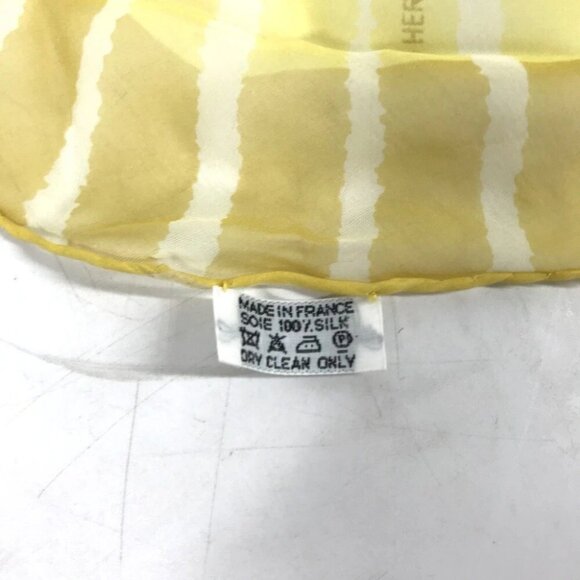 HER
MADE IN FRANCE
SOIE 100% SILK
DRY CLEAN ONLY